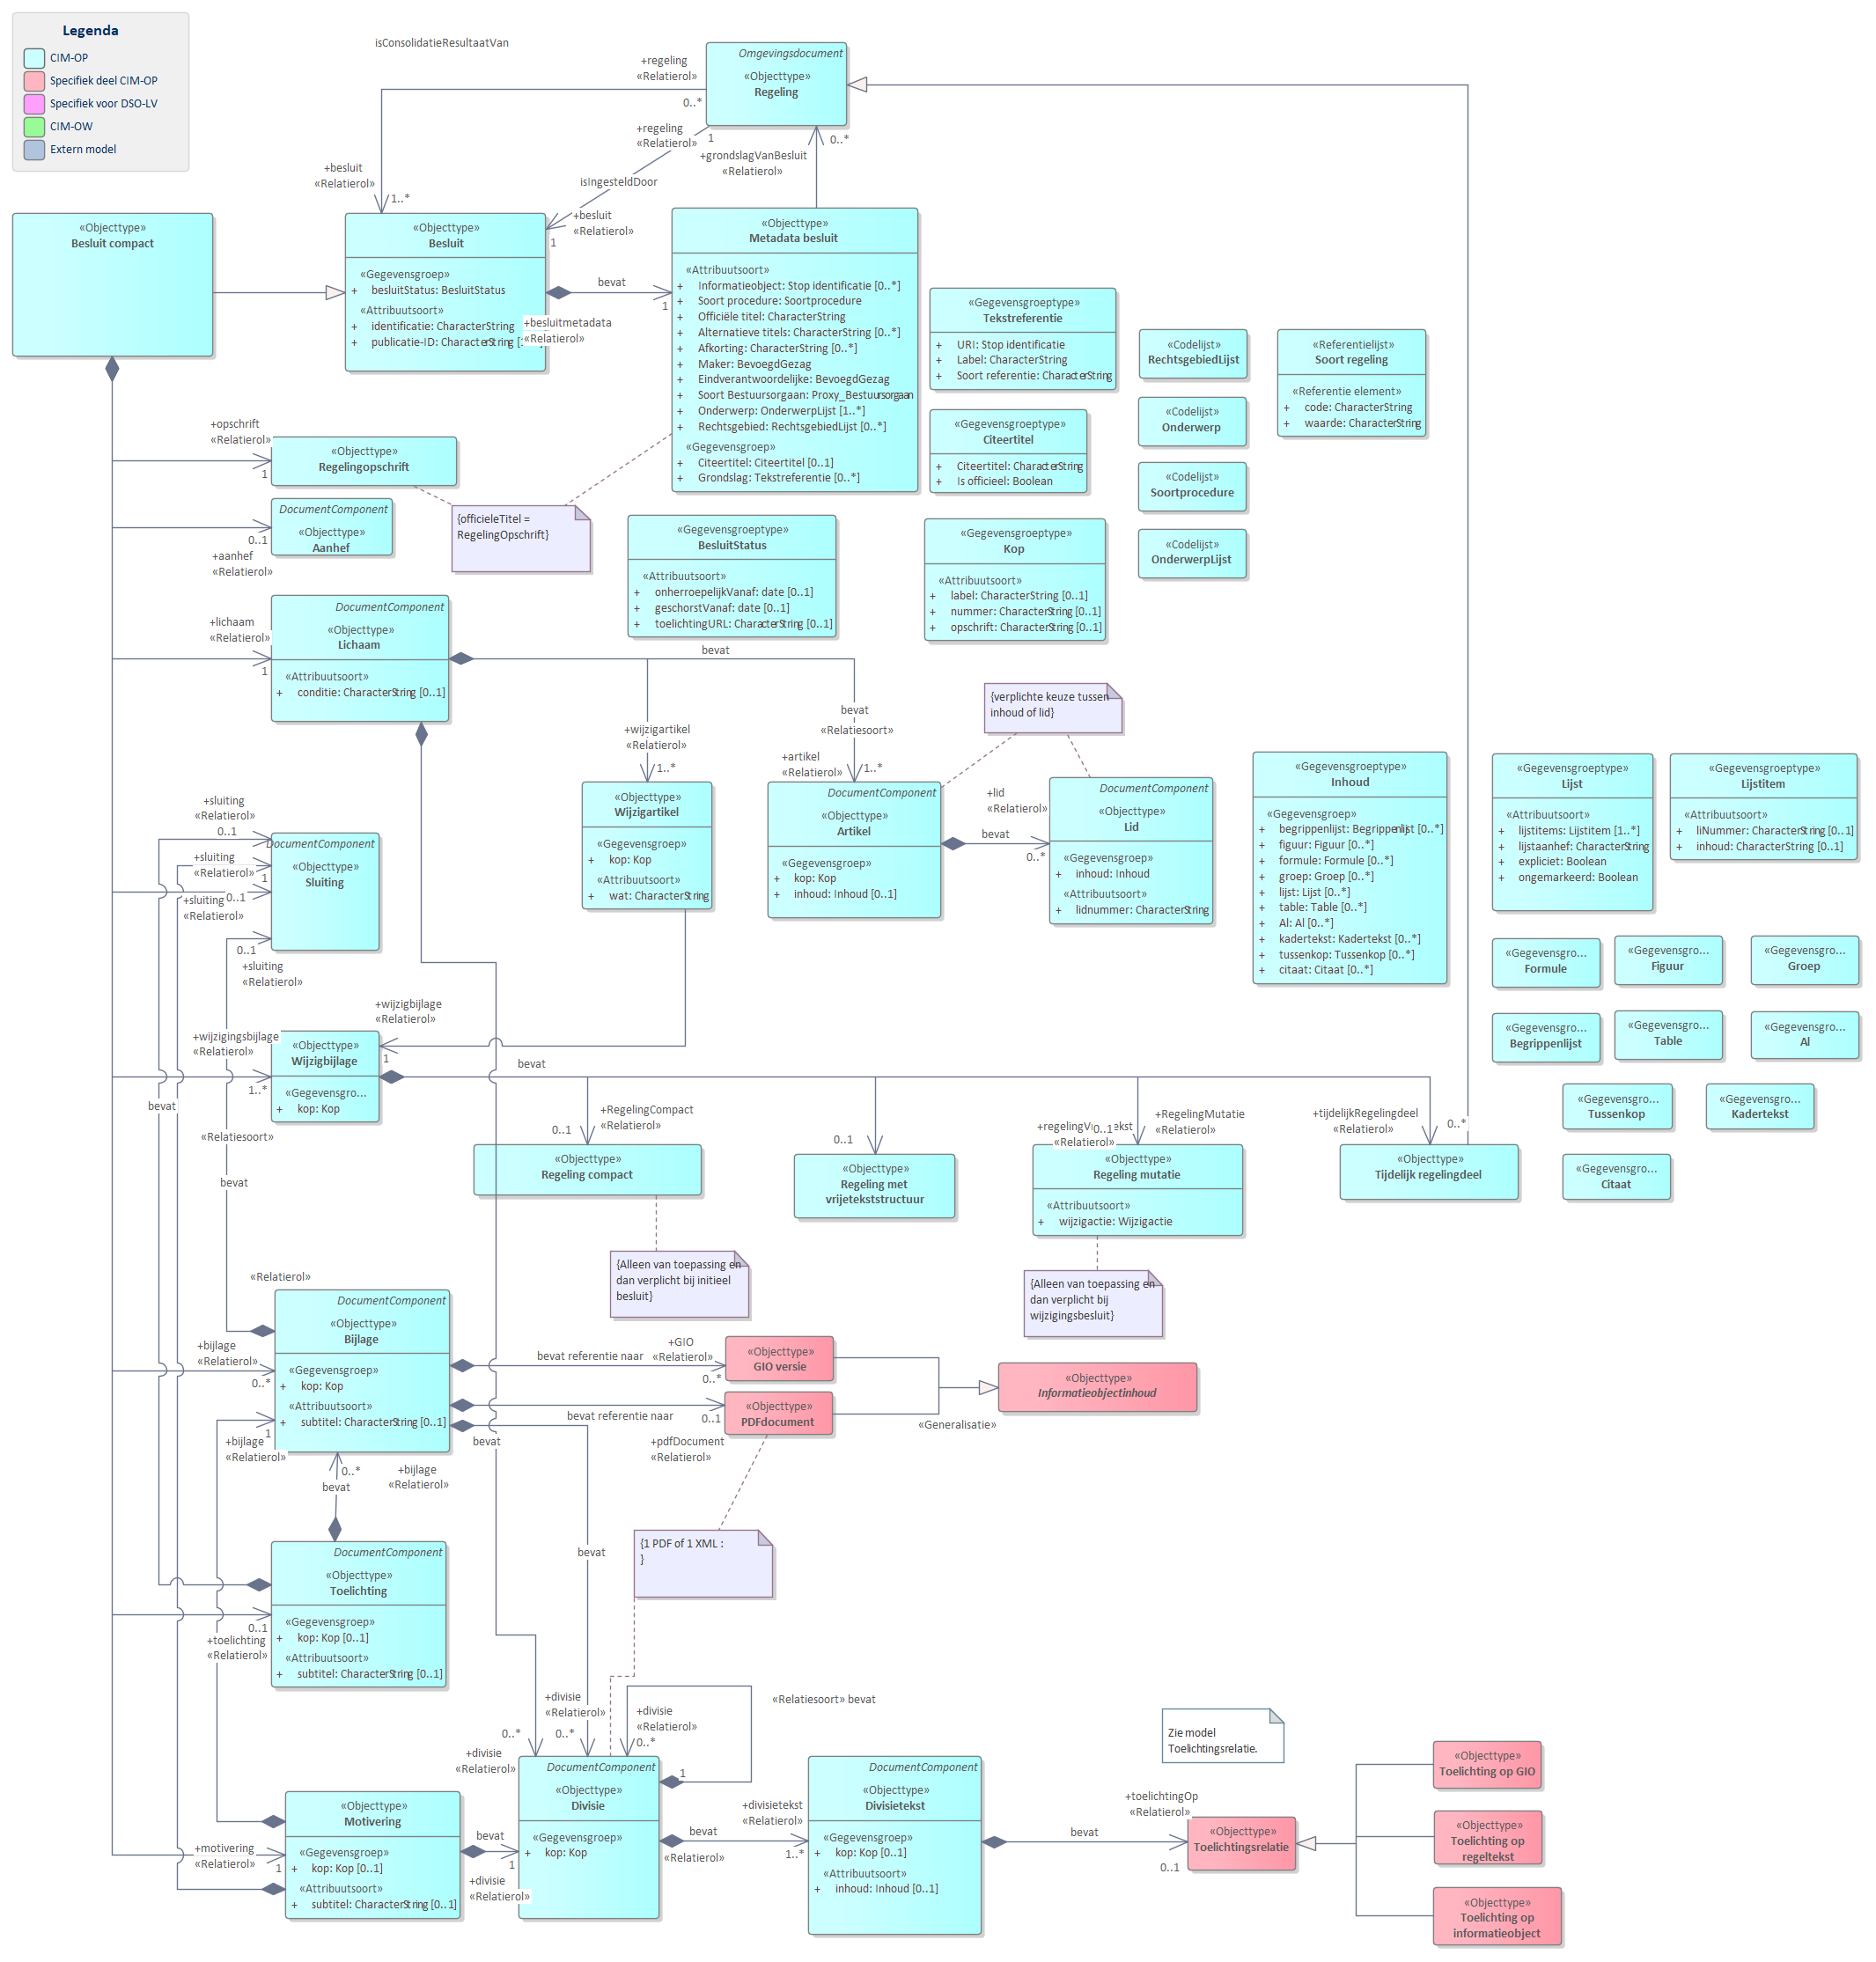 Legenda
CIM-OP
Specifiek deel CIM-OP
Specifiek voor DSO-LV
CIM-OW
Extern model
isConsolidatieResultaatVan
+regeling
«Relatierol»
0..*
Omgevingsdocument
«Objecttype»
Regeling
+regeling
«Relatierol»
1
+grondslagVanBesluit
«Relatierol»
0..*
isIngesteldDoor
+besluit
«Relatierol»
1..*
+besluit
«Relatierol»
1
«Objecttype»
Besluit compact
«Objecttype»
Besluit
«Gegevensgroep»
+ besluitStatus: BesluitStatus
«Attribuutsoort»
+ identificatie: CharacterString
+ publicatie-ID: CharacterString
bevat
1
+besluitmetadata
«Relatierol»
«Objecttype»
Metadata besluit
«Attribuutsoort»
+ Informatieobject: Stop identificatie [0..*]
+ Soort procedure: Soortprocedure
+ Officiële titel: CharacterString
+ Alternatieve titels: CharacterString [0..*]
+ Afkorting: CharacterString [0..*]
+ Maker: BevoegdGezag
+ Eindverantwoordelijke: BevoegdGezag
+ Soort Bestuursorgaan: Proxy_Bestuursorgaan
+ Onderwerp: OnderwerpLijst [1..*]
+ Rechtsgebied: RechtsgebiedLijst [0..*]
«Gegevensgroep»
+ Citeertitel: Citeertitel [0..1]
+ Grondslag: Tekstreferentie [0..*]
«Gegevensgroeptype»
Tekstreferentie
+ URI: Stop identificatie
+ Label: CharacterString
+ Soort referentie: CharacterString
«Codelijst»
RechtsgebiedLijst
«Referentielijst»
Soort regeling
«Referentie element»
+ code: CharacterString
+ waarde: CharacterString
«Gegevensgroeptype»
Citeertitel
+ Citeertitel: CharacterString
+ Is officieel: Boolean
«Codelijst»
Onderwerp
«Codelijst»
Soortprocedure
«Codelijst»
OnderwerpLijst
+opschrift
«Relatierol»
1
«Objecttype»
Regelingopschrift
DocumentComponent
«Objecttype»
Aanhef
0..1
+aanhef
«Relatierol»
{officieleTitel =
RegelingOpschrift}
«Gegevensgroeptype»
BesluitStatus
«Attribuutsoort»
+ onherroepelijkVanaf: date [0..1]
+ geschorstVanaf: date [0..1]
+ toelichtingURL: CharacterString [0..1]
«Gegevensgroeptype»
Kop
«Attribuutsoort»
+ label: CharacterString [0..1]
+ nummer: CharacterString [0..1]
+ opschrift: CharacterString [0..1]
+lichaam
«Relatierol»
1
DocumentComponent
«Objecttype»
Lichaam
«Attribuutsoort»
+ conditie: CharacterString [0..1]
bevat
+wijzigartikel
«Relatierol»
1..*
bevat
«Relatiesoort»
+artikel
«Relatierol»
1..*
{verplichte keuze tussen
inhoud of lid}
«Objecttype»
Wijzigartikel
«Gegevensgroep»
+ kop: Kop
«Attribuutsoort»
+ wat: CharacterString
DocumentComponent
«Objecttype»
Artikel
«Gegevensgroep»
+ kop: Kop
+ inhoud: Inhoud [0..1]
+lid
«Relatierol»
bevat
0..*
DocumentComponent
«Objecttype»
Lid
«Gegevensgroep»
+ inhoud: Inhoud
«Attribuutsoort»
+ lidnummer: CharacterString
«Gegevensgroeptype»
Inhoud
«Gegevensgroep»
+ begrippenlijst: Begrippenlijst [0..*]
+ figuur: Figuur [0..*]
+ formule: Formule [0..*]
+ groep: Groep [0..*]
+ lijst: Lijst [0..*]
+ table: Table [0..*]
+ Al: Al [0..*]
+ kadertekst: Kadertekst [0..*]
+ tussenkop: Tussenkop [0..*]
+ citaat: Citaat [0..*]
«Gegevensgroeptype»
Lijst
«Attribuutsoort»
+ lijstitems: Lijstitem [1..*]
+ lijstaanhef: CharacterString
+ expliciet: Boolean
+ ongemarkeerd: Boolean
«Gegevensgroeptype»
Lijstitem
«Attribuutsoort»
+ liNummer: CharacterString [0..1]
+ inhoud: CharacterString [0..1]
«Gegevensgro...
Formule
«Gegevensgro...
Figuur
«Gegevensgro...
Groep
«Gegevensgro...
Begrippenlijst
«Gegevensgro...
Table
«Gegevensgro...
Al
«Gegevensgro...
Tussenkop
«Gegevensgro...
Kadertekst
«Gegevensgro...
Citaat
+sluiting
«Relatierol»
0..1
+sluiting
«Relatierol»
1
0..1
+sluiting
«Relatierol»
0..1
+sluiting
«Relatierol»
DocumentComponent
«Objecttype»
Sluiting
+wijzigbijlage
«Relatierol»
1
+wijzigingsbijlage
«Relatierol»
1..*
«Objecttype»
Wijzigbijlage
«Gegevensgro...
+ kop: Kop
bevat
bevat
«Relatiesoort»
bevat
+RegelingCompact
«Relatierol»
0..1
0..1
«Relatierol»
0..1
+RegelingMutatie
«Relatierol»
+tijdelijkRegelingdeel
«Relatierol»
0..*
«Objecttype»
Regeling compact
«Objecttype»
Regeling met
vrijetekststructuur
«Objecttype»
Regeling mutatie
«Attribuutsoort»
+ wijzigactie: Wijzigactie
«Objecttype»
Tijdelijk regelingdeel
{Alleen van toepassing en
dan verplicht bij initieel
besluit}
{Alleen van toepassing en
dan verplicht bij
wijzigingsbesluit}
«Relatierol»
+bijlage
«Relatierol»
0..*
DocumentComponent
«Objecttype»
Bijlage
«Gegevensgroep»
+ kop: Kop
«Attribuutsoort»
+ subtitel: CharacterString [0..1]
1
+bijlage
«Relatierol»
bevat referentie naar
+GIO
«Relatierol»
0..*
«Objecttype»
GIO versie
bevat referentie naar
0..1
+pdfDocument
«Relatierol»
«Objecttype»
PDFdocument
«Objecttype»
Informatieobjectinhoud
«Generalisatie»
bevat
0..*
bevat
+bijlage
«Relatierol»
DocumentComponent
«Objecttype»
Toelichting
«Gegevensgroep»
+ kop: Kop [0..1]
«Attribuutsoort»
+ subtitel: CharacterString [0..1]
0..1
+toelichting
«Relatierol»
bevat
{1 PDF of 1 XML :
}
+divisie
«Relatierol»
0..*
0..*
+divisie
«Relatierol»
0..*
«Relatiesoort» bevat
+divisie
«Relatierol»
1
DocumentComponent
«Objecttype»
Divisie
«Gegevensgroep»
+ kop: Kop
«Objecttype»
Motivering
«Gegevensgroep»
+ kop: Kop [0..1]
«Attribuutsoort»
+ subtitel: CharacterString [0..1]
+motivering
«Relatierol»
1
bevat
1
+divisie
«Relatierol»
+divisietekst
«Relatierol»
bevat
«Relatierol»
1..*
DocumentComponent
«Objecttype»
Divisietekst
«Gegevensgroep»
+ kop: Kop [0..1]
«Attribuutsoort»
+ inhoud: Inhoud [0..1]
bevat
+toelichtingOp
«Relatierol»
0..1
Zie model
Toelichtingsrelatie.
«Objecttype»
Toelichtingsrelatie
«Objecttype»
Toelichting op GIO
«Objecttype»
Toelichting op
regeltekst
«Objecttype»
Toelichting op
informatieobject